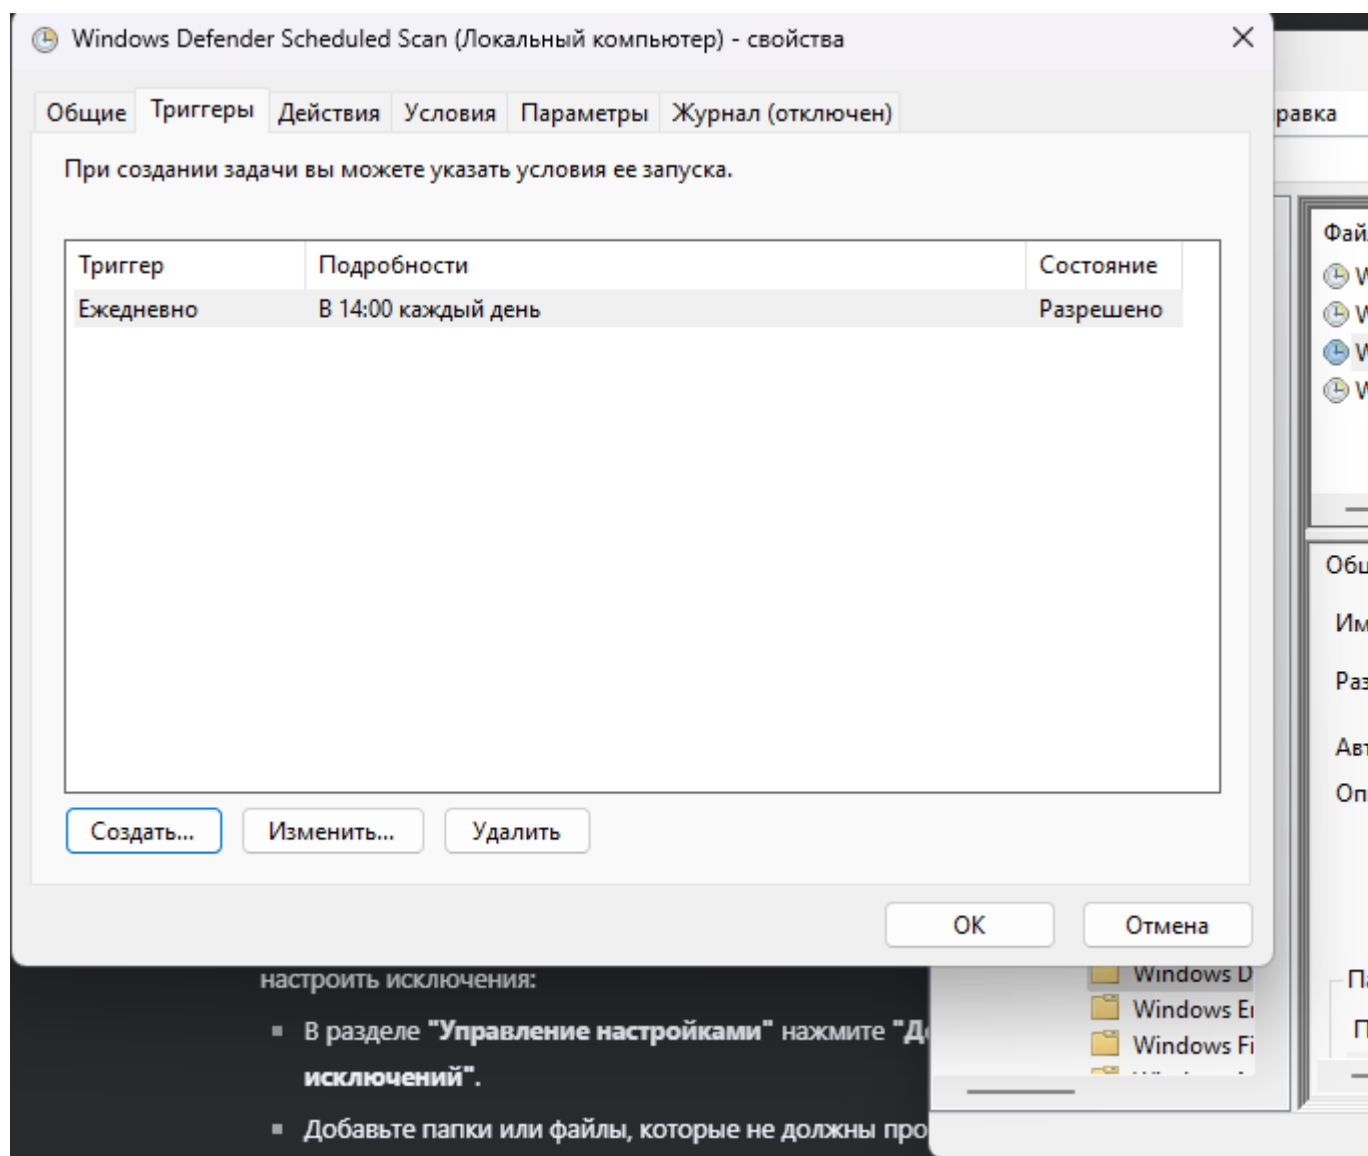 Windows Defender Scheduled Scan (Локальный компьютер) - свойства
Общие Триггеры Действия Условия Параметры Журнал (отключен)
При создании задачи вы можете указать условия ее запуска.
Триггер Подробности Состояние
Ежедневно В 14:00 каждый день Разрешено
Создать... Изменить... Удалить
ОК Отмена
настроить исключения:
▪ В разделе "Управление настройками" нажмите
исключений".
▪ Добавьте папки или файлы, которые не должны
Windows D
Windows
Windows Fi